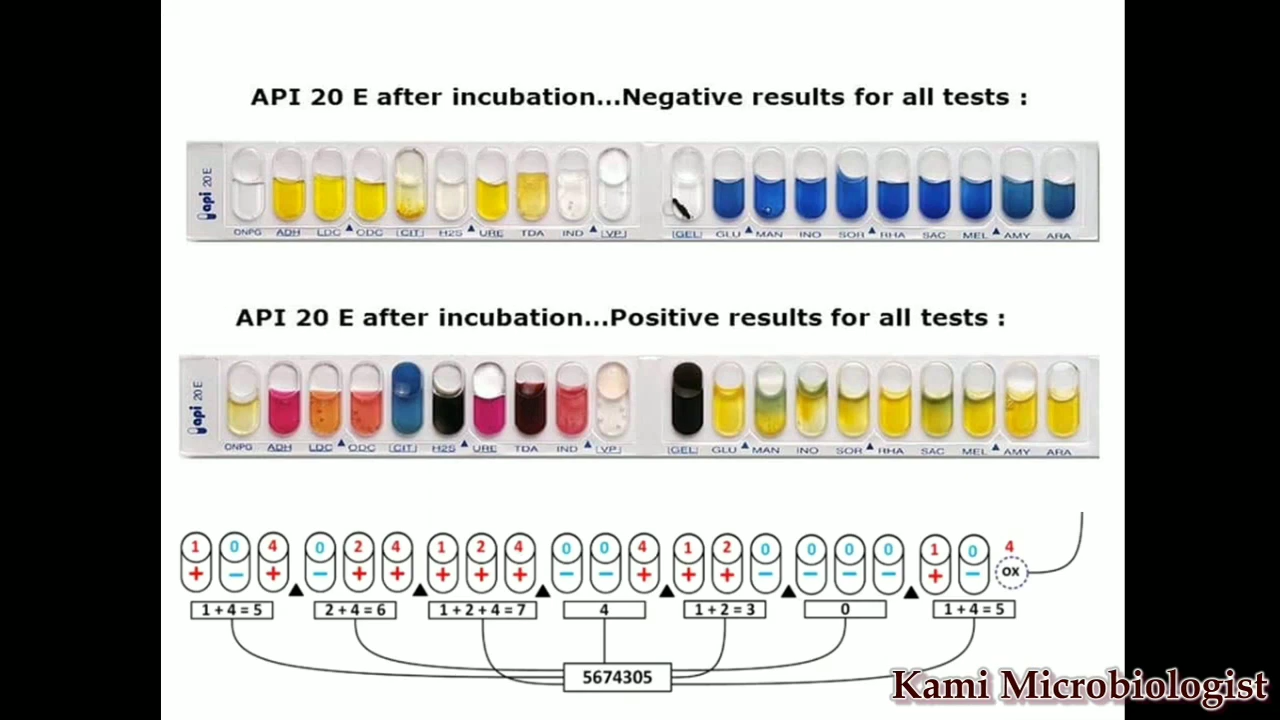 API 20 E after incubation...Negative results for all tests :
api 20 E
ONPG ADH LDC ODC |CIT| H2S URE TDA IND |VP| |GEL| GLU MAN INO SOR RHA SAC MEL AMY ARA
API 20 E after incubation...Positive results for all tests :
api 20 E
ONPG ADH LDC ODC |CIT| H2S URE TDA IND |VP| |GEL| GLU MAN INO SOR RHA SAC MEL AMY ARA
1 0 4 0 2 4 1 2 4 0 0 4 1 2 0 0 0 0 1 0 4
+ − + − + + + + + − − + + + − − − − + − OX
1 + 4 = 5 2 + 4 = 6 1 + 2 + 4 = 7 4 1 + 2 = 3 0 1 + 4 = 5
5674305
Kami Microbiologist